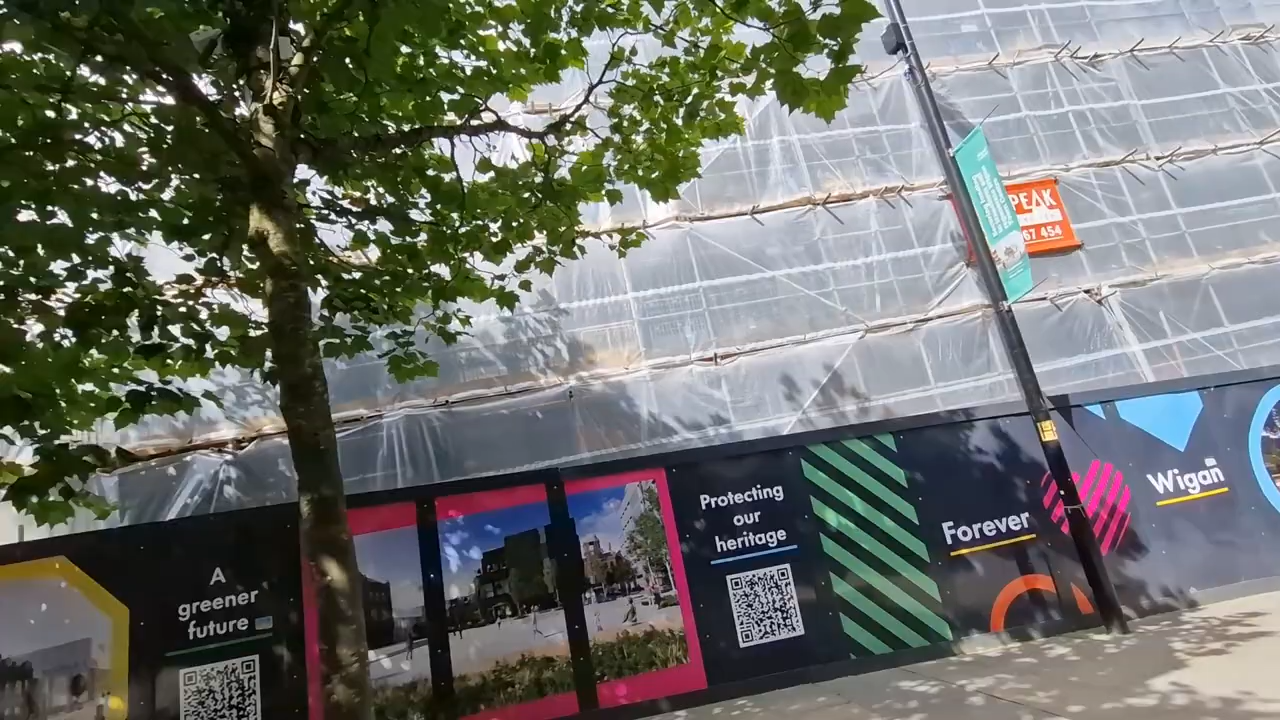 PEAK
67 454
A
greener
future
Protecting
our
heritage
Forever
Wigan